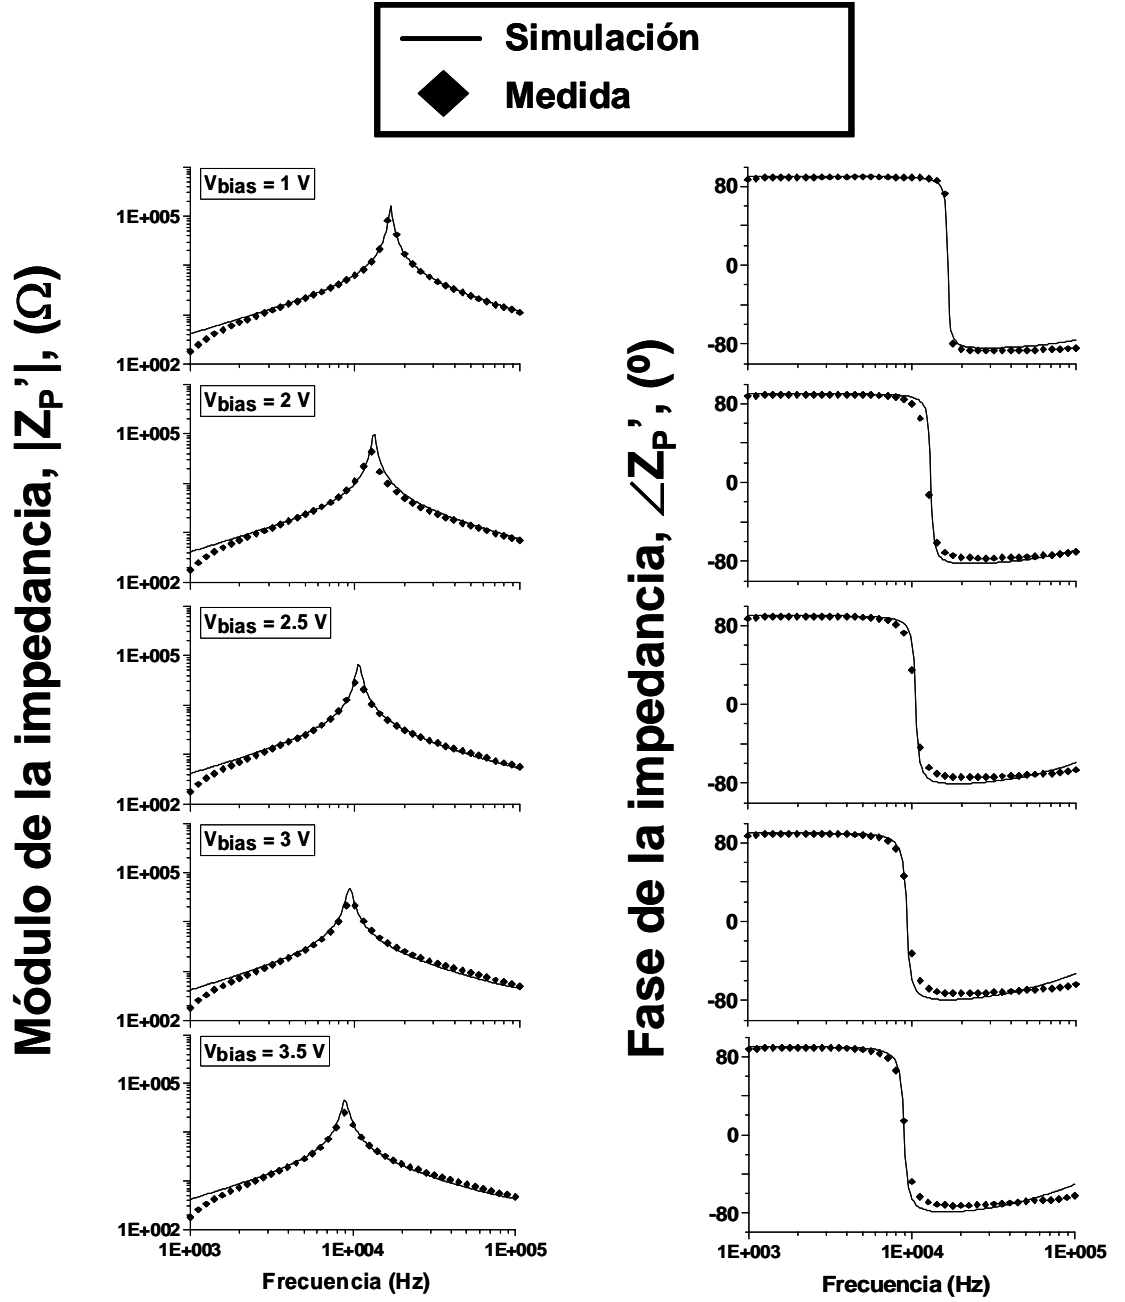 Simulación
Medida
Módulo de la impedancia, |ZP’|, (Ω)
Vbias = 1 V
1E+005
1E+002
Vbias = 2 V
1E+005
1E+002
Vbias = 2.5 V
1E+005
1E+002
Vbias = 3 V
1E+005
1E+002
Vbias = 3.5 V
1E+005
1E+002
1E+003 1E+004 1E+005
Frecuencia (Hz)
Fase de la impedancia, ∠ZP’, (º)
80
0
-80
80
0
-80
80
0
-80
80
0
-80
80
0
-80
1E+003 1E+004 1E+005
Frecuencia (Hz)